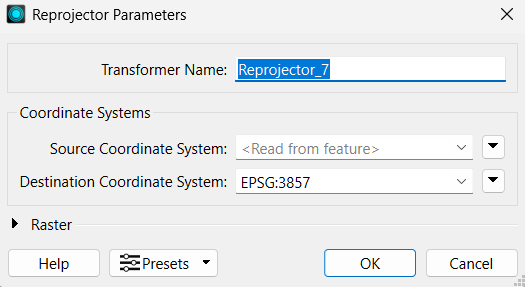 Reprojector Parameters
Transformer Name: Reprojector_7
Coordinate Systems
Source Coordinate System: <Read from feature>
Destination Coordinate System: EPSG:3857
Raster
Help Presets OK Cancel